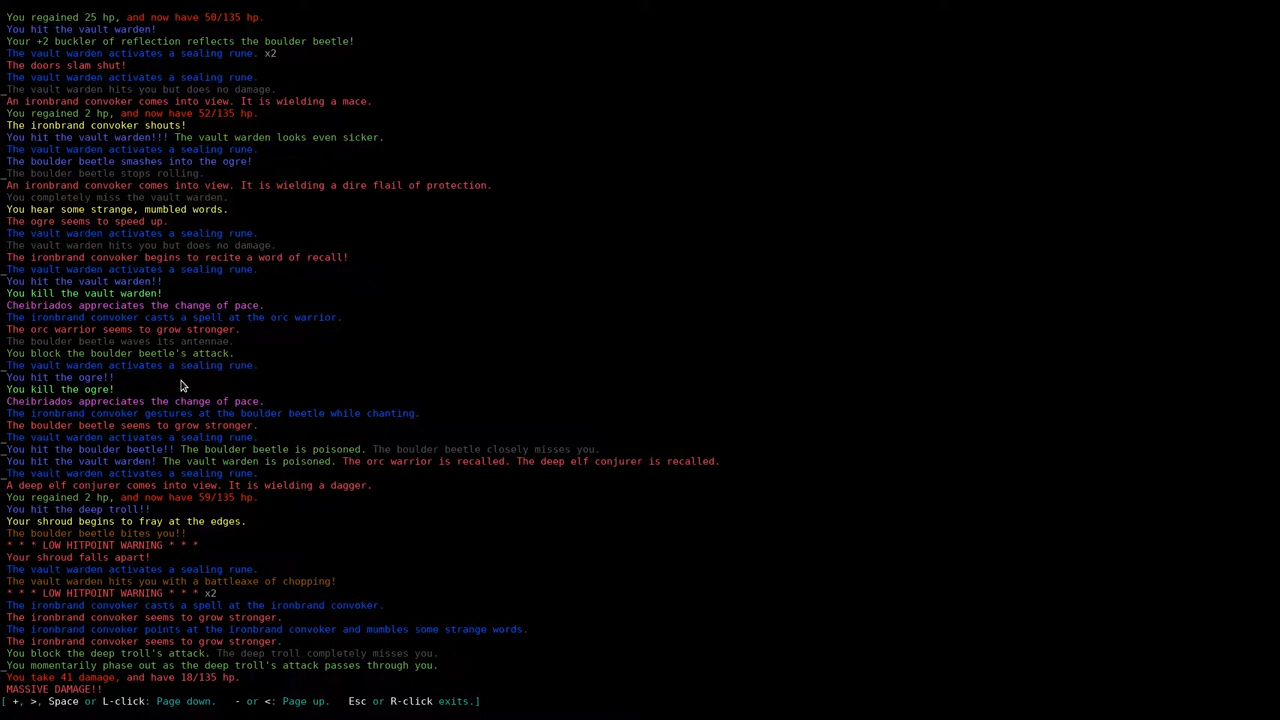 You regained 25 hp, and now have 50/135 hp.
You hit the vault warden!
Your +2 buckler of reflection reflects the boulder beetle!
The vault warden activates a sealing rune. x2
The doors slam shut!
The vault warden activates a sealing rune.
_The vault warden hits you but does no damage.
An ironbrand convoker comes into view. It is wielding a mace.
You regained 2 hp, and now have 52/135 hp.
The ironbrand convoker shouts!
You hit the vault warden!!! The vault warden looks even sicker.
The vault warden activates a sealing rune.
The boulder beetle smashes into the ogre!
_The boulder beetle stops rolling.
An ironbrand convoker comes into view. It is wielding a dire flail of protection.
You completely miss the vault warden.
You hear some strange, mumbled words.
The ogre seems to speed up.
The vault warden activates a sealing rune.
The vault warden hits you but does no damage.
The ironbrand convoker begins to recite a word of recall!
_The vault warden activates a sealing rune.
You hit the vault warden!!
You kill the vault warden!
Cheibriados appreciates the change of pace.
The ironbrand convoker casts a spell at the orc warrior.
The orc warrior seems to grow stronger.
The boulder beetle waves its antennae.
You block the boulder beetle's attack.
_The vault warden activates a sealing rune.
You hit the ogre!!
You kill the ogre!
Cheibriados appreciates the change of pace.
The ironbrand convoker gestures at the boulder beetle while chanting.
The boulder beetle seems to grow stronger.
_The vault warden activates a sealing rune.
_You hit the boulder beetle!! The boulder beetle is poisoned. The boulder beetle closely misses you.
You hit the vault warden! The vault warden is poisoned. The orc warrior is recalled. The deep elf conjurer is recalled.
_The vault warden activates a sealing rune.
A deep elf conjurer comes into view. It is wielding a dagger.
You regained 2 hp, and now have 59/135 hp.
You hit the deep troll!!
Your shroud begins to fray at the edges.
The boulder beetle bites you!!
* * * LOW HITPOINT WARNING * * *
Your shroud falls apart!
The vault warden activates a sealing rune.
The vault warden hits you with a battleaxe of chopping!
* * * LOW HITPOINT WARNING * * * x2
The ironbrand convoker casts a spell at the ironbrand convoker.
The ironbrand convoker seems to grow stronger.
The ironbrand convoker points at the ironbrand convoker and mumbles some strange words.
The ironbrand convoker seems to grow stronger.
You block the deep troll's attack. The deep troll completely misses you.
_You momentarily phase out as the deep troll's attack passes through you.
You take 41 damage, and have 18/135 hp.
MASSIVE DAMAGE!!
[ +, >, Space or L-click: Page down. - or <: Page up. Esc or R-click exits.]